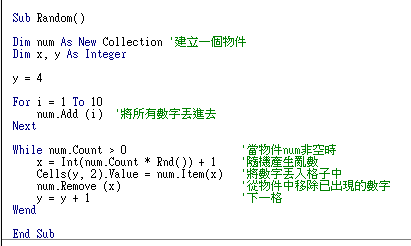 Sub Random()
Dim num As New Collection '建立一個物件
Dim x, y As Integer
y = 4
For i = 1 To 10
num.Add (i) '將所有數字丟進去
Next
While num.Count > 0 '當物件num非空時
x = Int(num.Count * Rnd()) + 1 '隨機產生亂數
Cells(y, 2).Value = num.Item(x) '將數字丟入格子中
num.Remove (x) '從物件中移除已出現的數字
y = y + 1 '下一格
Wend
End Sub